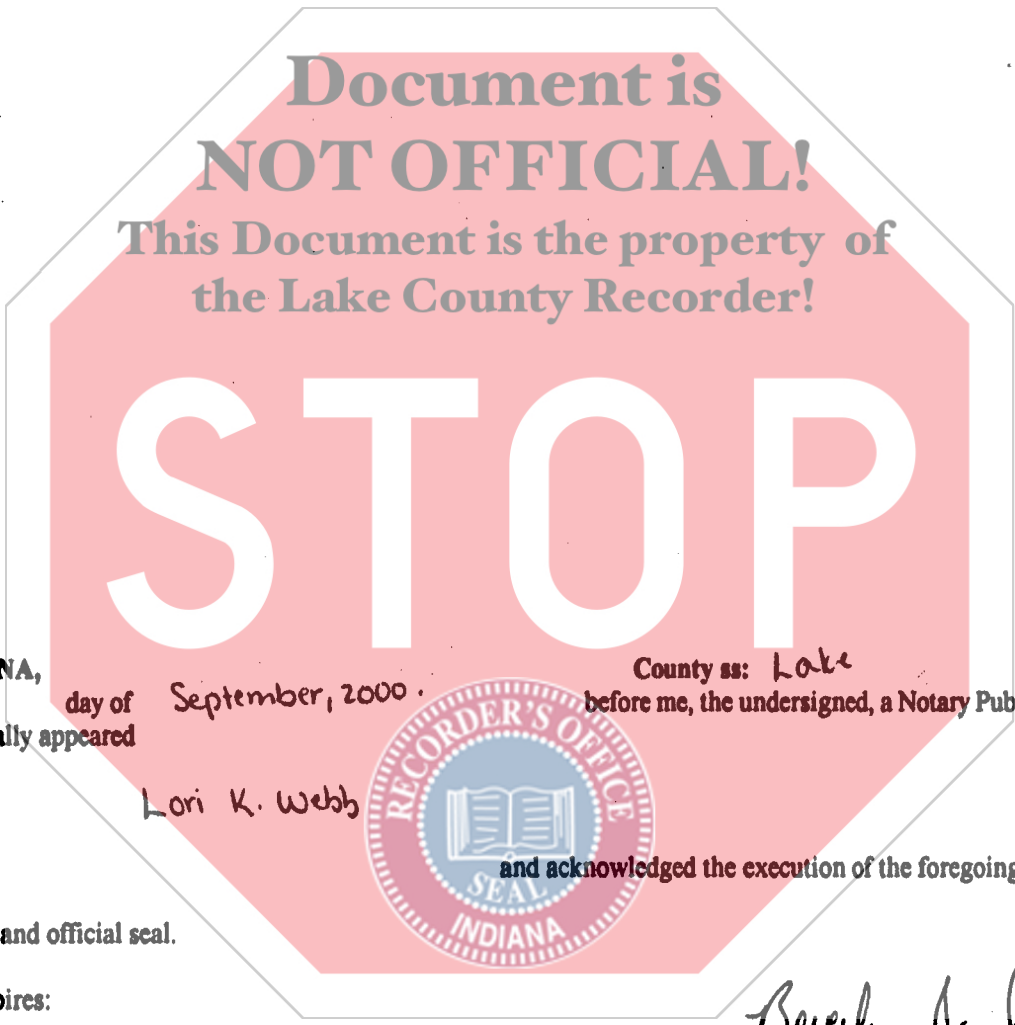 Document is
NOT OFFICIAL!
This Document is the property of
the Lake County Recorder!
STOP
NA,
County ss: Lake
day of September, 2000.
before me, the undersigned, a Notary Pub
ally appeared
Lori K. Webb
RECORDER'S OFFICE
SEAL
INDIANA
and acknowledged the execution of the foregoing
and official seal.
pires: